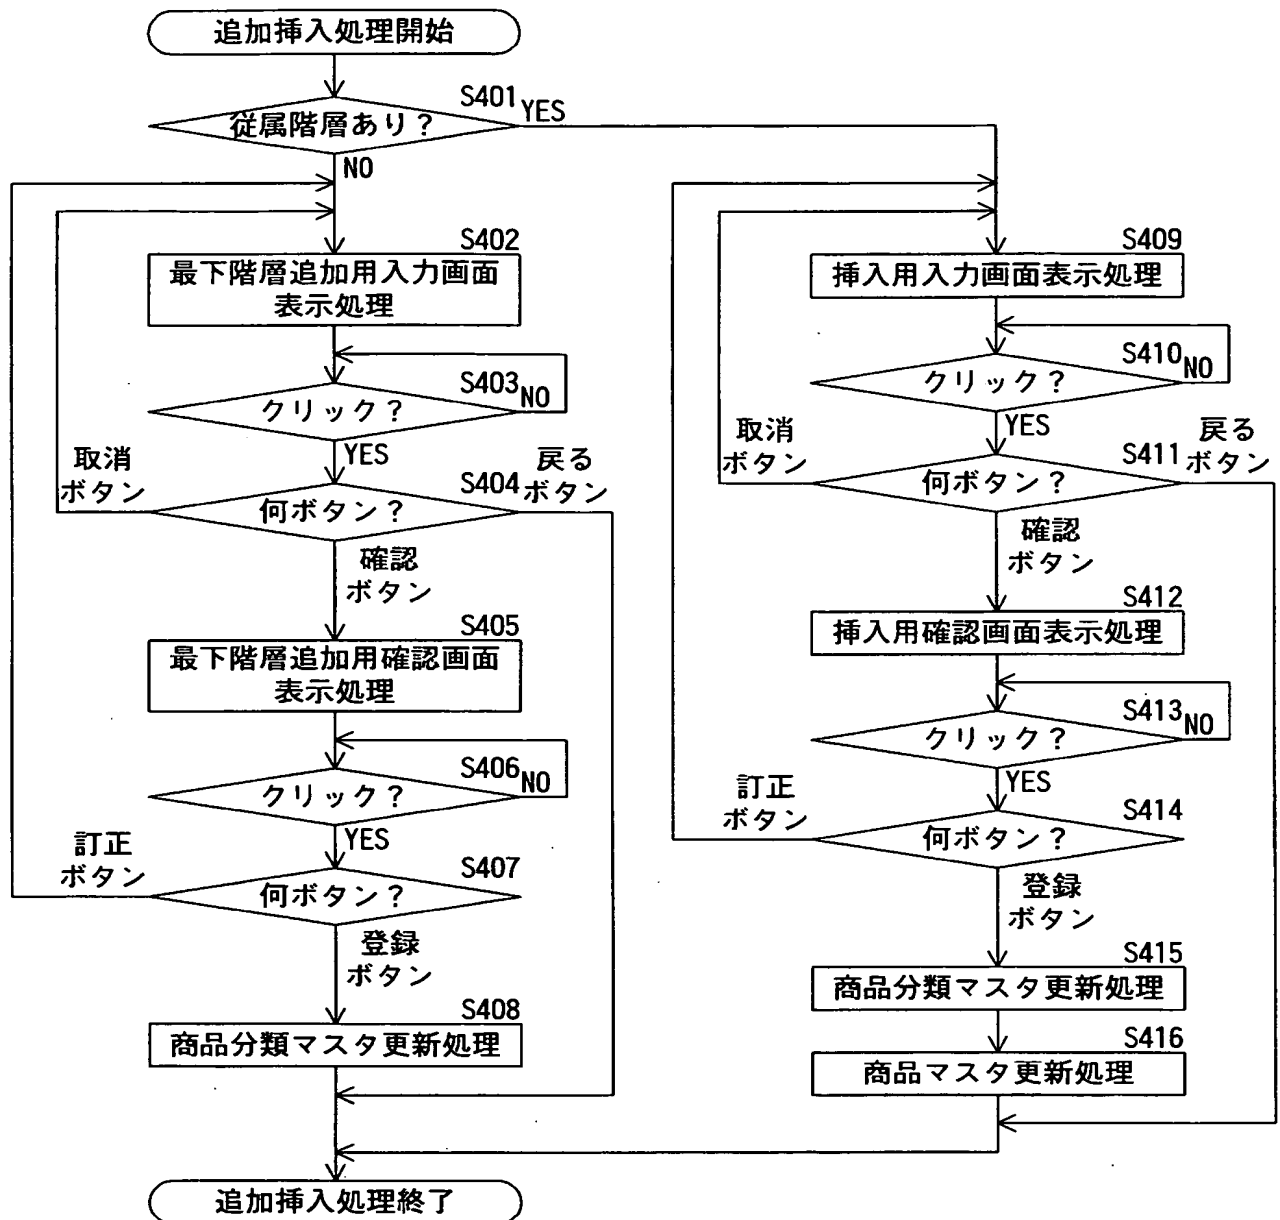 追加挿入処理開始
S401
従属階層あり?
YES
NO
S402
最下階層追加用入力画面
表示処理
S403
クリック?
NO
YES
取消
ボタン
S404
何ボタン?
戻る
ボタン
確認
ボタン
S405
最下階層追加用確認画面
表示処理
S406
クリック?
NO
YES
訂正
ボタン
S407
何ボタン?
登録
ボタン
S408
商品分類マスタ更新処理
S409
挿入用入力画面表示処理
S410
クリック?
NO
YES
取消
ボタン
S411
何ボタン?
戻る
ボタン
確認
ボタン
S412
挿入用確認画面表示処理
S413
クリック?
NO
YES
訂正
ボタン
S414
何ボタン?
登録
ボタン
S415
商品分類マスタ更新処理
S416
商品マスタ更新処理
追加挿入処理終了